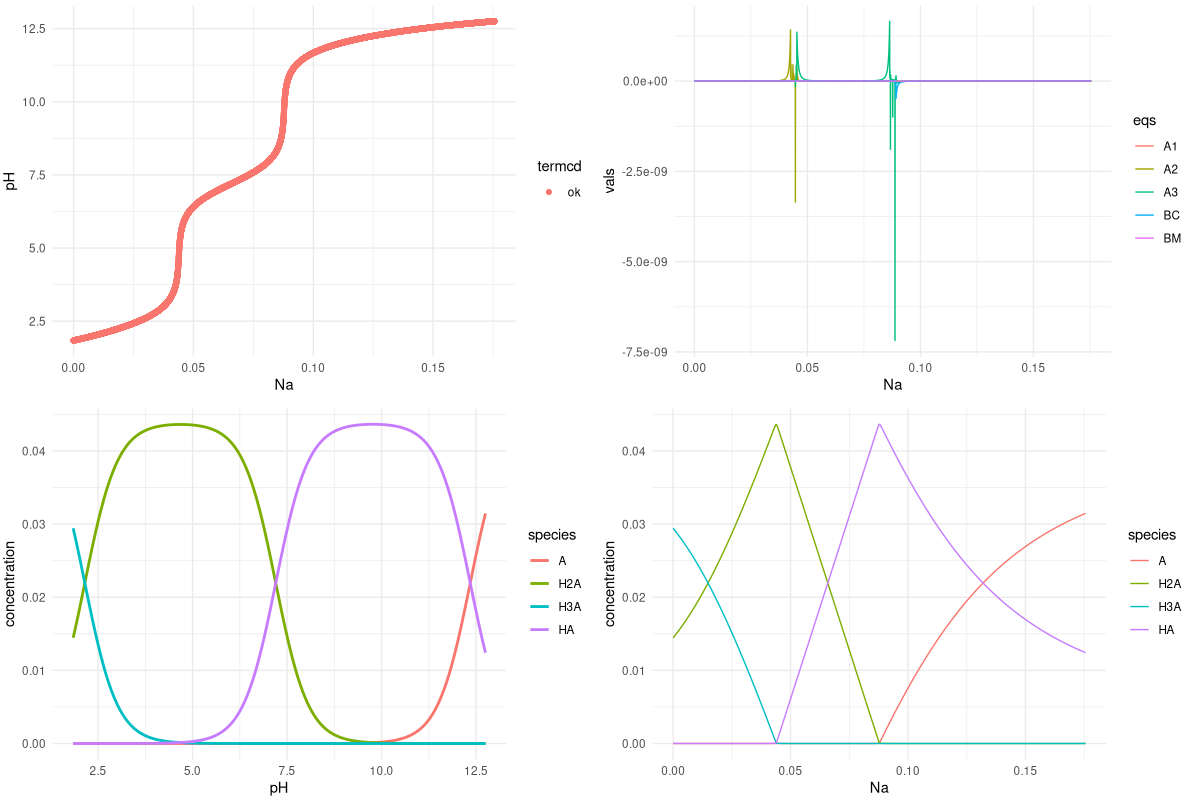 12.5
10.0
7.5
5.0
2.5
pH
0.00
0.05
0.10
0.15
Na
termcd
ok
0.0e+00
-2.5e-09
-5.0e-09
-7.5e-09
vals
0.00
0.05
0.10
0.15
Na
eqs
A1
A2
A3
BC
BM
0.04
0.03
0.02
0.01
0.00
concentration
2.5
5.0
7.5
10.0
12.5
pH
species
A
H2A
H3A
HA
0.04
0.03
0.02
0.01
0.00
concentration
0.00
0.05
0.10
0.15
Na
species
A
H2A
H3A
HA